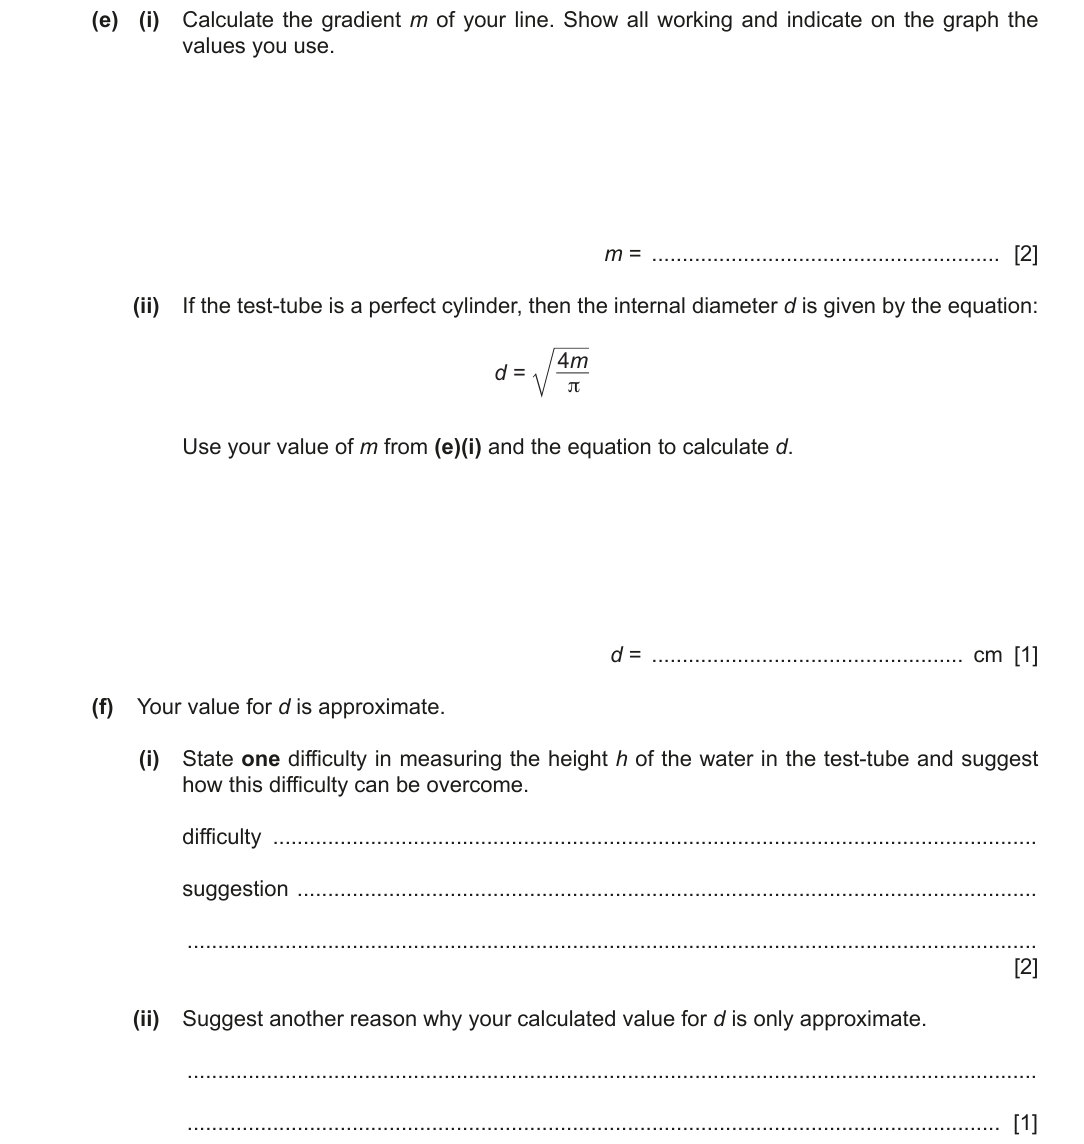 (e) (i) Calculate the gradient m of your line. Show all working and indicate on the graph the
values you use.
m = .......................................................... [2]
(ii) If the test-tube is a perfect cylinder, then the internal diameter d is given by the equation:
d = √(4m/π)
Use your value of m from (e)(i) and the equation to calculate d.
d = .................................................... cm [1]
(f) Your value for d is approximate.
(i) State one difficulty in measuring the height h of the water in the test-tube and suggest
how this difficulty can be overcome.
difficulty ...............................................................................................................................
suggestion ...........................................................................................................................
..............................................................................................................................................
[2]
(ii) Suggest another reason why your calculated value for d is only approximate.
..............................................................................................................................................
....................................................................................................................................... [1]